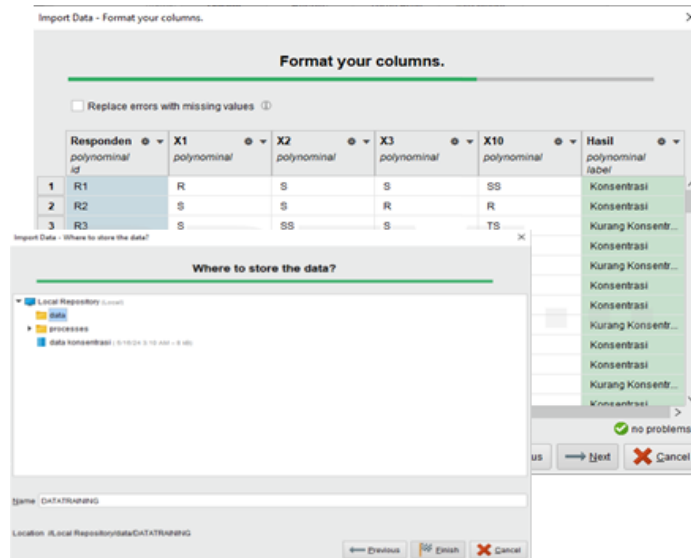 Import Data - Format your columns.
Format your columns.
Replace errors with missing values
Responden X1 X2 X3 X10 Hasil
polynominal polynominal polynominal polynominal polynominal polynominal
id label
1 R1 R S S SS Konsentrasi
2 R2 S S R R Konsentrasi
3 R3 S SS S TS Kurang Konsentr...
Konsentrasi
Kurang Konsentr...
Konsentrasi
Konsentrasi
Kurang Konsentr...
Konsentrasi
Konsentrasi
Kurang Konsentr...
Konsentrasi
no problems
us Next Cancel
Import Data - Where to store the data?
Where to store the data?
Local Repository (Local)
data
processes
data konsentrasi
Name DATATRAINING
Location //Local Repository/data/DATATRAINING
Previous Finish Cancel